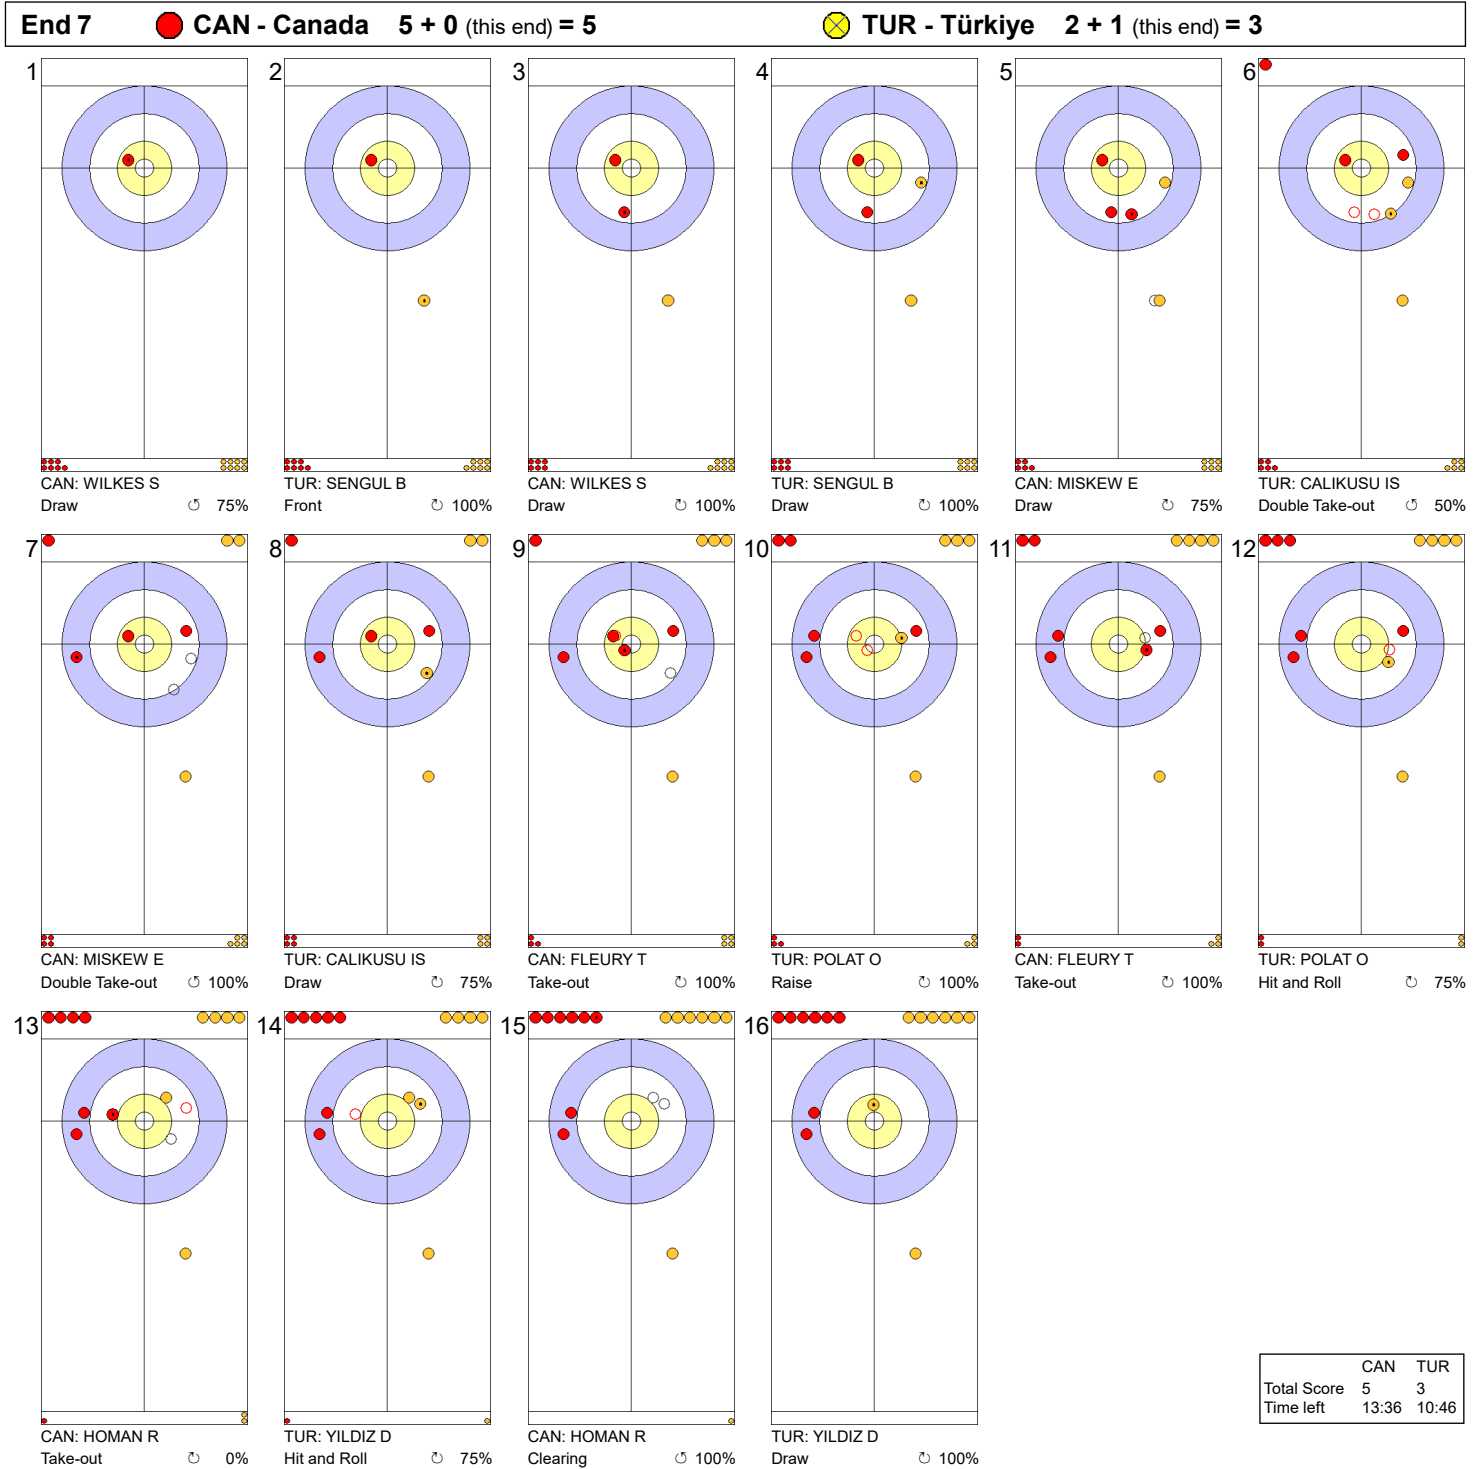 End 7 CAN - Canada 5 + 0 (this end) = 5 TUR - Türkiye 2 + 1 (this end) = 3
1 2 3 4 5 6
CAN: WILKES S TUR: SENGUL B CAN: WILKES S TUR: SENGUL B CAN: MISKEW E TUR: CALIKUSU IS
Draw 75% Front 100% Draw 100% Draw 100% Draw 75% Double Take-out 50%
7 8 9 10 11 12
CAN: MISKEW E TUR: CALIKUSU IS CAN: FLEURY T TUR: POLAT O CAN: FLEURY T TUR: POLAT O
Double Take-out 100% Draw 75% Take-out 100% Raise 100% Take-out 100% Hit and Roll 75%
13 14 15 16
CAN: HOMAN R TUR: YILDIZ D CAN: HOMAN R TUR: YILDIZ D
Take-out 0% Hit and Roll 75% Clearing 100% Draw 100%
CAN TUR
Total Score 5 3
Time left 13:36 10:46